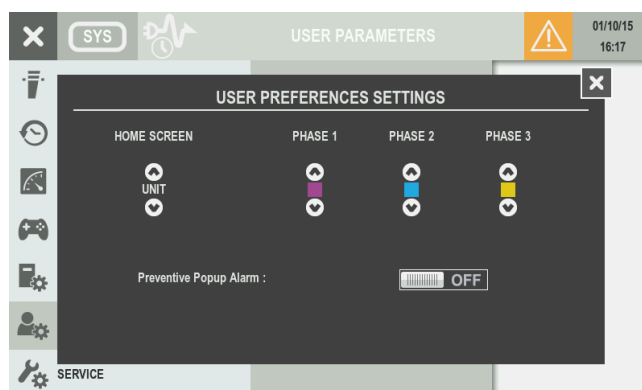 SYS
USER PARAMETERS
01/10/15
16:17
USER PREFERENCES SETTINGS
HOME SCREEN PHASE 1 PHASE 2 PHASE 3
UNIT
Preventive Popup Alarm : OFF
SERVICE